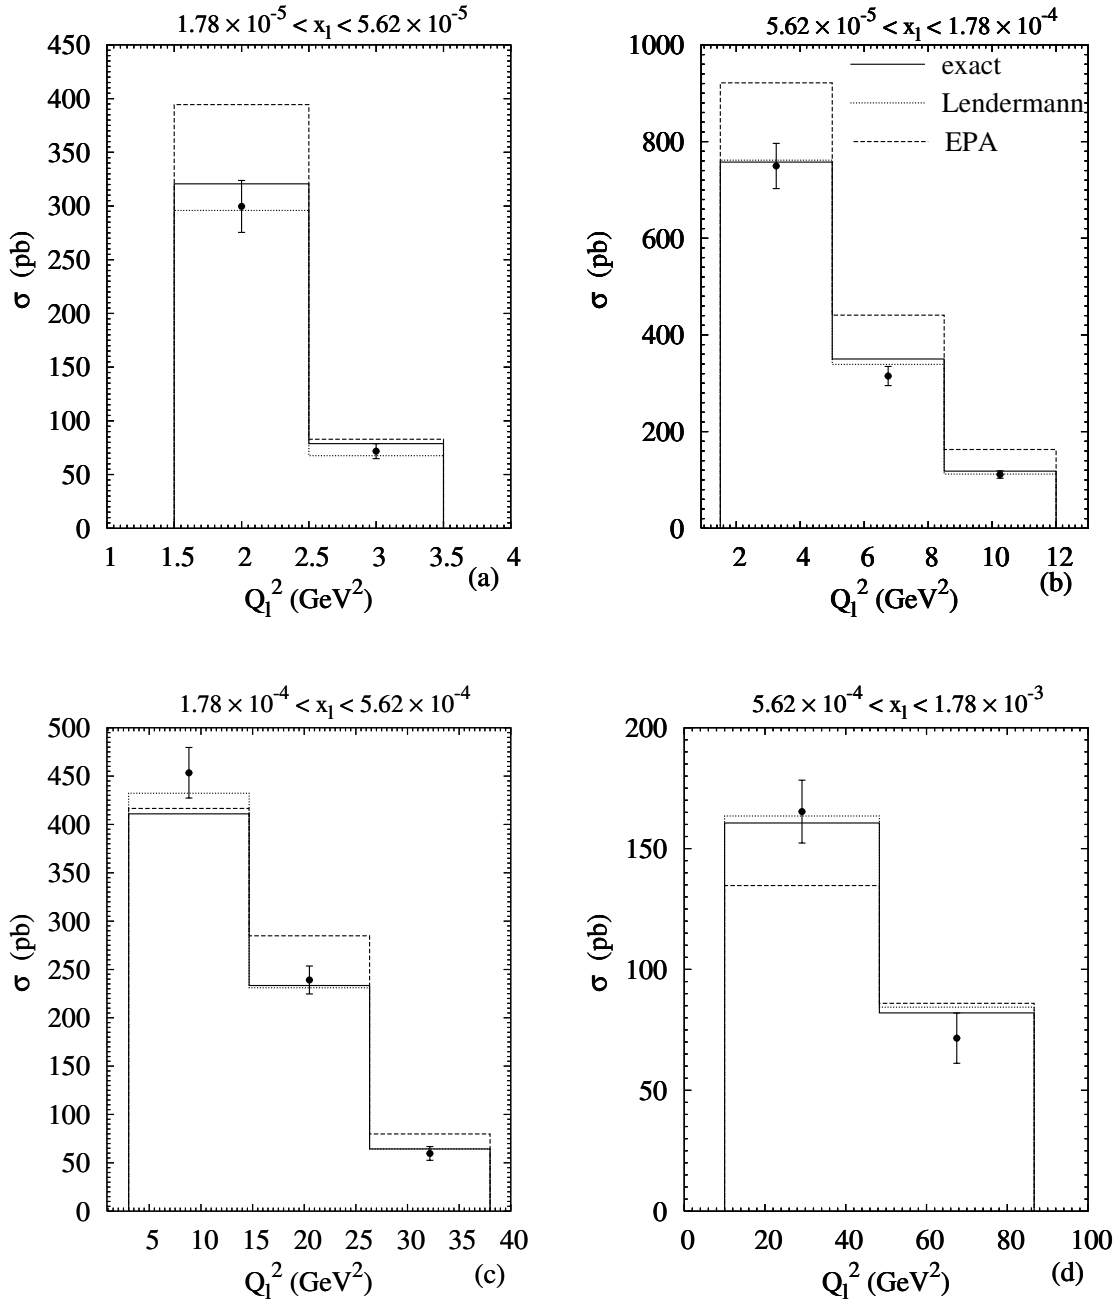 1.78 × 10^-5 < x_l < 5.62 × 10^-5
450
400
350
300
250
200
150
100
50
0
σ (pb)
1 1.5 2 2.5 3 3.5 4
Q_l^2 (GeV^2)
(a)
5.62 × 10^-5 < x_l < 1.78 × 10^-4
exact
Lendermann
EPA
1000
800
600
400
200
0
σ (pb)
2 4 6 8 10 12
Q_l^2 (GeV^2)
(b)
1.78 × 10^-4 < x_l < 5.62 × 10^-4
500
450
400
350
300
250
200
150
100
50
0
σ (pb)
5 10 15 20 25 30 35 40
Q_l^2 (GeV^2)
(c)
5.62 × 10^-4 < x_l < 1.78 × 10^-3
200
150
100
50
0
σ (pb)
0 20 40 60 80 100
Q_l^2 (GeV^2)
(d)